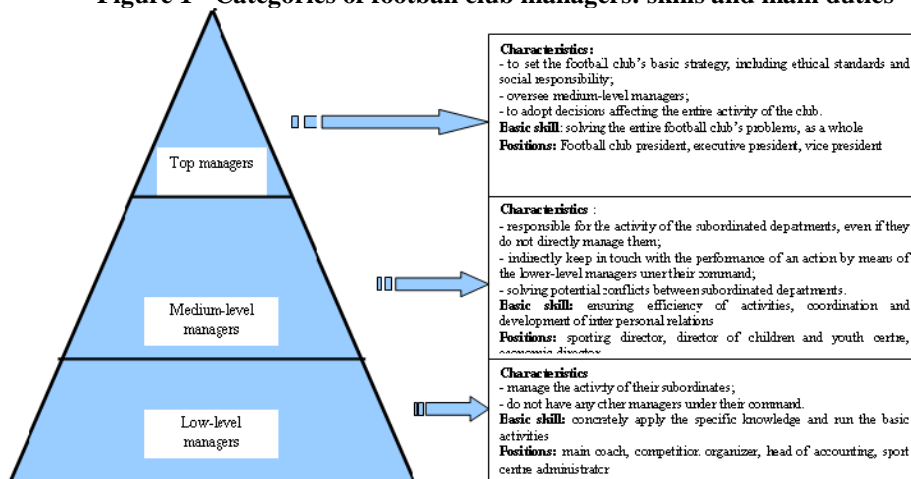 Figure 1 - Categories of football club managers: skills and main duties
Top managers
Characteristics:
- to set the football club's basic strategy, including ethical standards and
social responsibility;
- oversee medium-level managers;
- to adopt decisions affecting the entire activity of the club.
Basic skill: solving the entire football club's problems, as a whole
Positions: Football club president, executive president, vice president
Medium-level
managers
Characteristics :
- responsible for the activity of the subordinated departments, even if they
do not directly manage them;
- indirectly keep in touch with the performance of an action by means of
the lower-level managers uner their command;
- solving potential conflicts between subordinated departments.
Basic skill: ensuring efficiency of activities, coordination and
development of inter personal relations
Positions: sporting director, director of children and youth centre,
economic director
Low-level
managers
Characteristics
- manage the activity of their subordinates;
- do not have any other managers under their command.
Basic skill: concretely apply the specific knowledge and run the basic
activities
Positions: main coach, competition organizer, head of accounting, sport
centre administrator